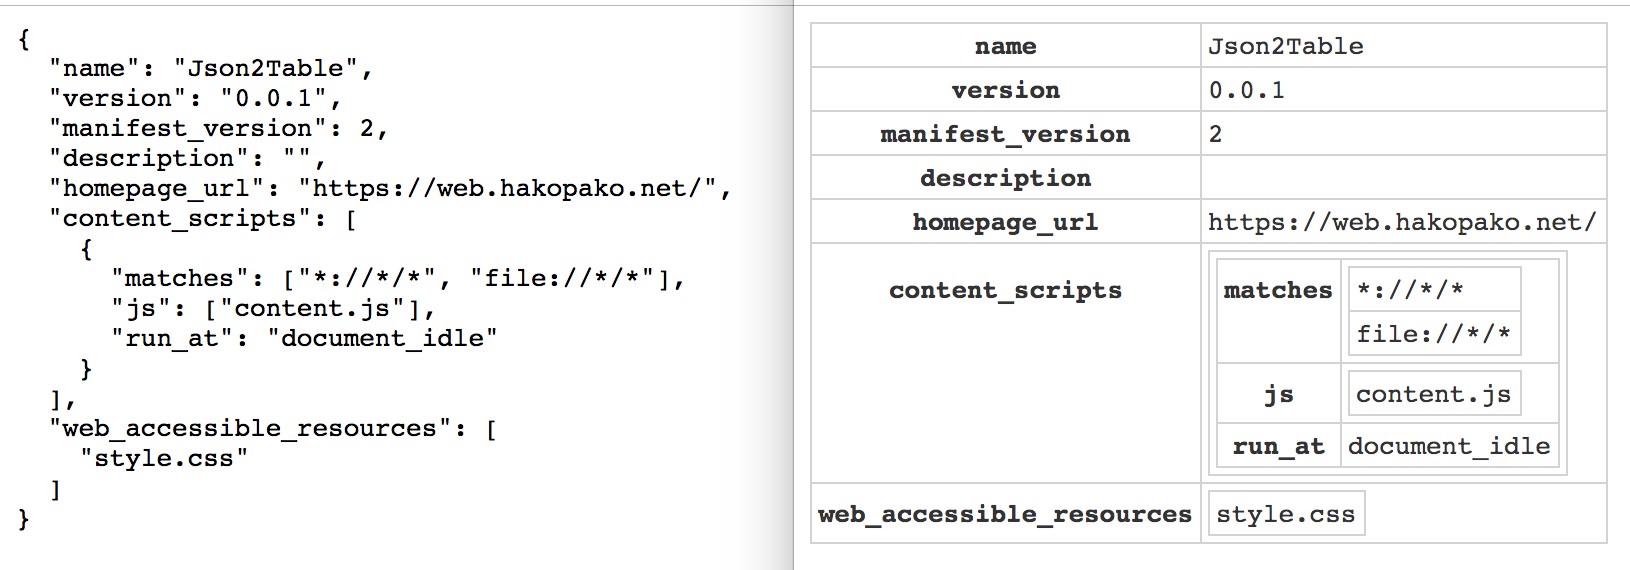 {
  "name": "Json2Table",
  "version": "0.0.1",
  "manifest_version": 2,
  "description": "",
  "homepage_url": "https://web.hakopako.net/",
  "content_scripts": [
    {
      "matches": ["*://*/*", "file://*/*"],
      "js": ["content.js"],
      "run_at": "document_idle"
    }
  ],
  "web_accessible_resources": [
    "style.css"
  ]
}
name Json2Table
version 0.0.1
manifest_version 2
description
homepage_url https://web.hakopako.net/
content_scripts matches *://*/*
file://*/*
js content.js
run_at document_idle
web_accessible_resources style.css